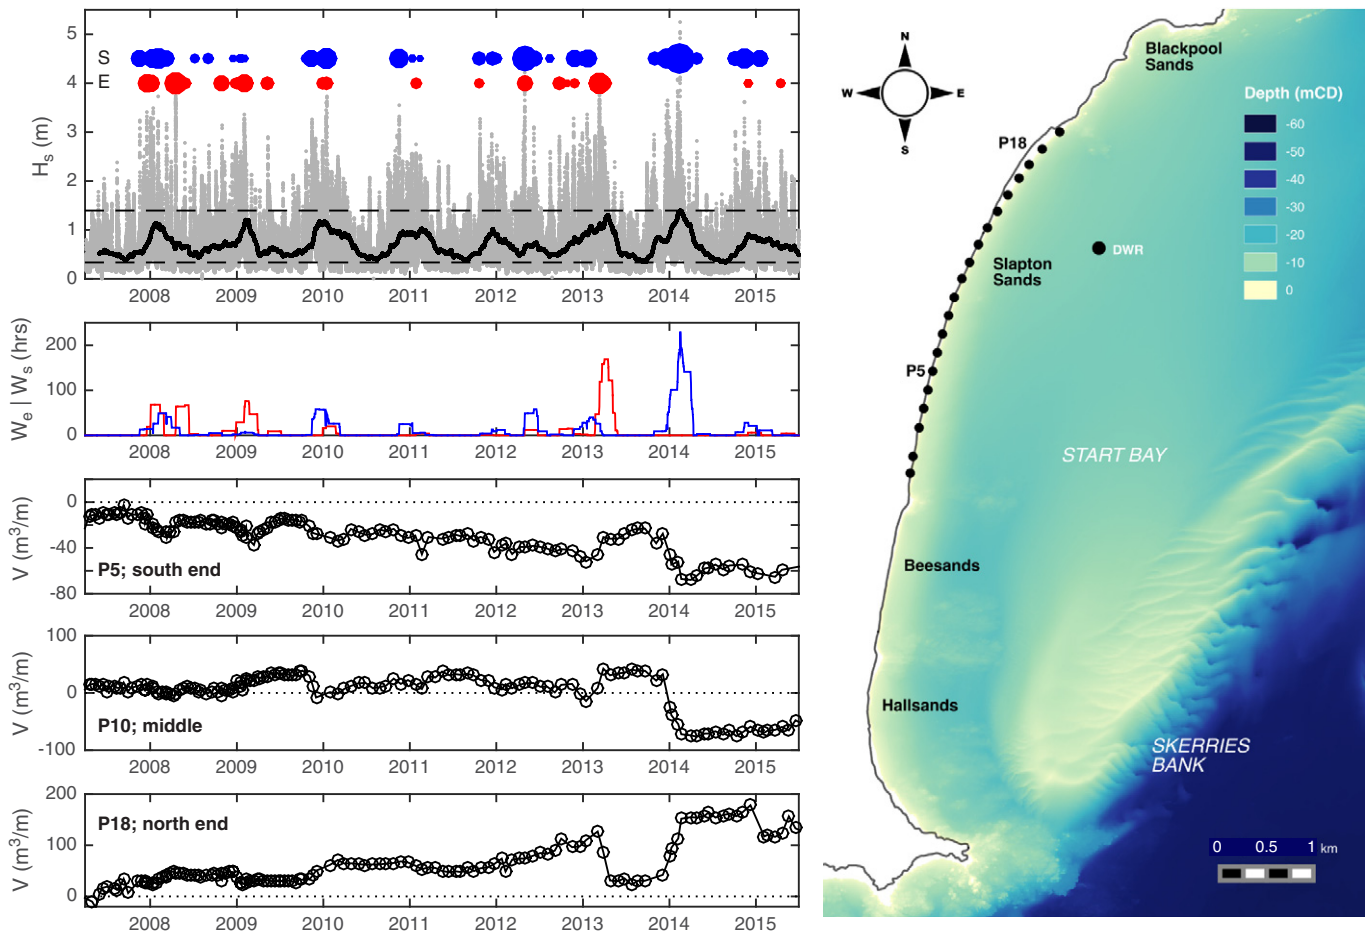 5
4
3
2
1
0
H_s (m)
S
E
2008 2009 2010 2011 2012 2013 2014 2015
200
100
0
W_e | W_s (hrs)
2008 2009 2010 2011 2012 2013 2014 2015
0
-40
-80
V (m³/m)
P5; south end
2008 2009 2010 2011 2012 2013 2014 2015
100
0
-100
V (m³/m)
P10; middle
2008 2009 2010 2011 2012 2013 2014 2015
200
100
0
V (m³/m)
P18; north end
2008 2009 2010 2011 2012 2013 2014 2015
N
W E
S
Blackpool
Sands
Depth (mCD)
-60
-50
-40
-30
-20
-10
0
P18
DWR
Slapton
Sands
P5
START BAY
Beesands
Hallsands
SKERRIES
BANK
0 0.5 1 km